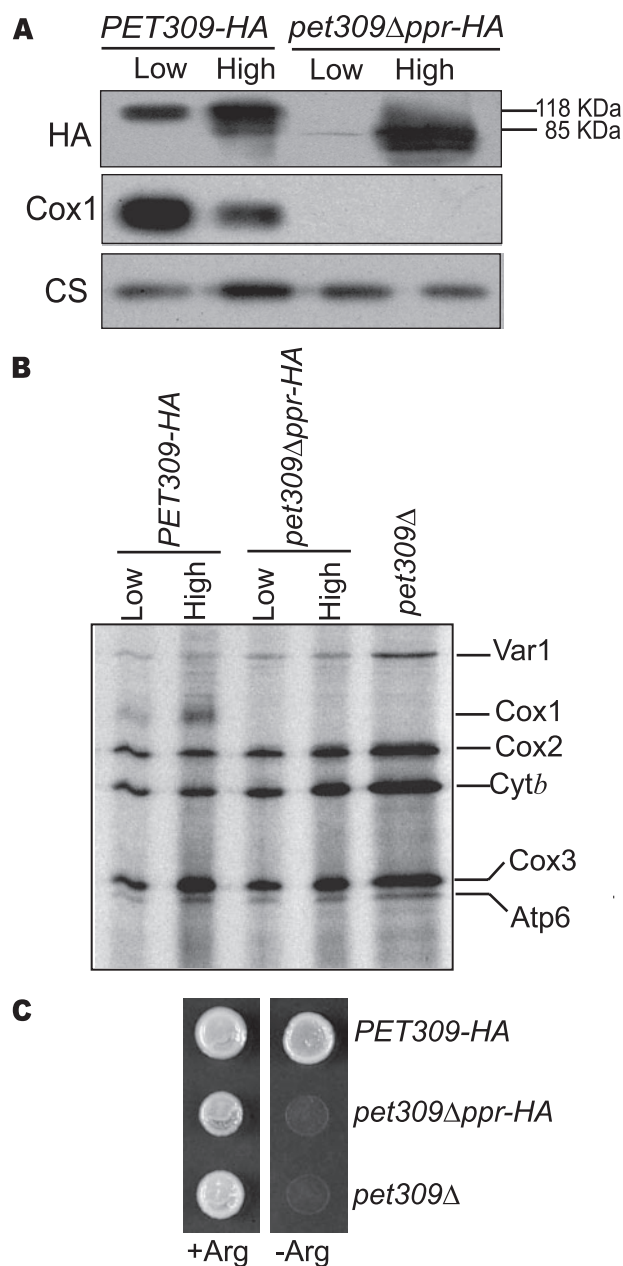 A
PET309-HA pet309Δppr-HA
Low High Low High
HA
118 KDa
85 KDa
Cox1
CS
B
PET309-HA
pet309Δppr-HA
pet309Δ
Low High Low High
Var1
Cox1
Cox2
Cytb
Cox3
Atp6
C
PET309-HA
pet309Δppr-HA
pet309Δ
+Arg -Arg